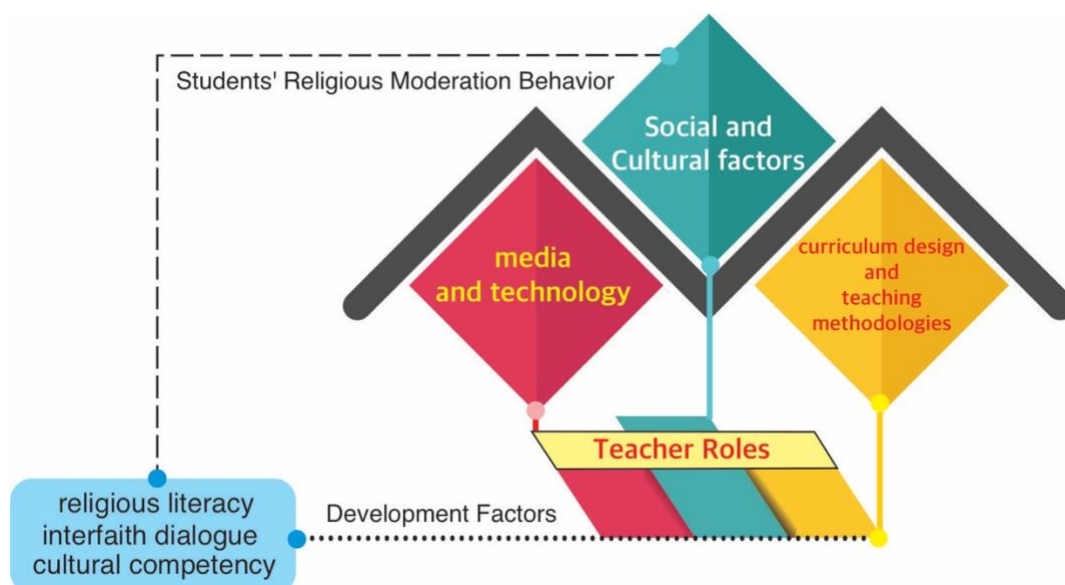 Students' Religious Moderation Behavior
Social and
Cultural factors
media
and technology
curriculum design
and
teaching
methodologies
Teacher Roles
religious literacy
interfaith dialogue
cultural competency
Development Factors